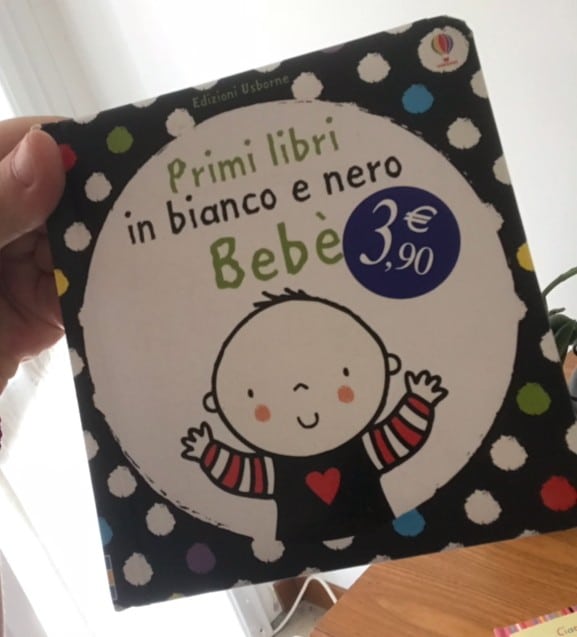 Edizioni Usborne
Primi libri
in bianco e nero
Bebè
3,90 €